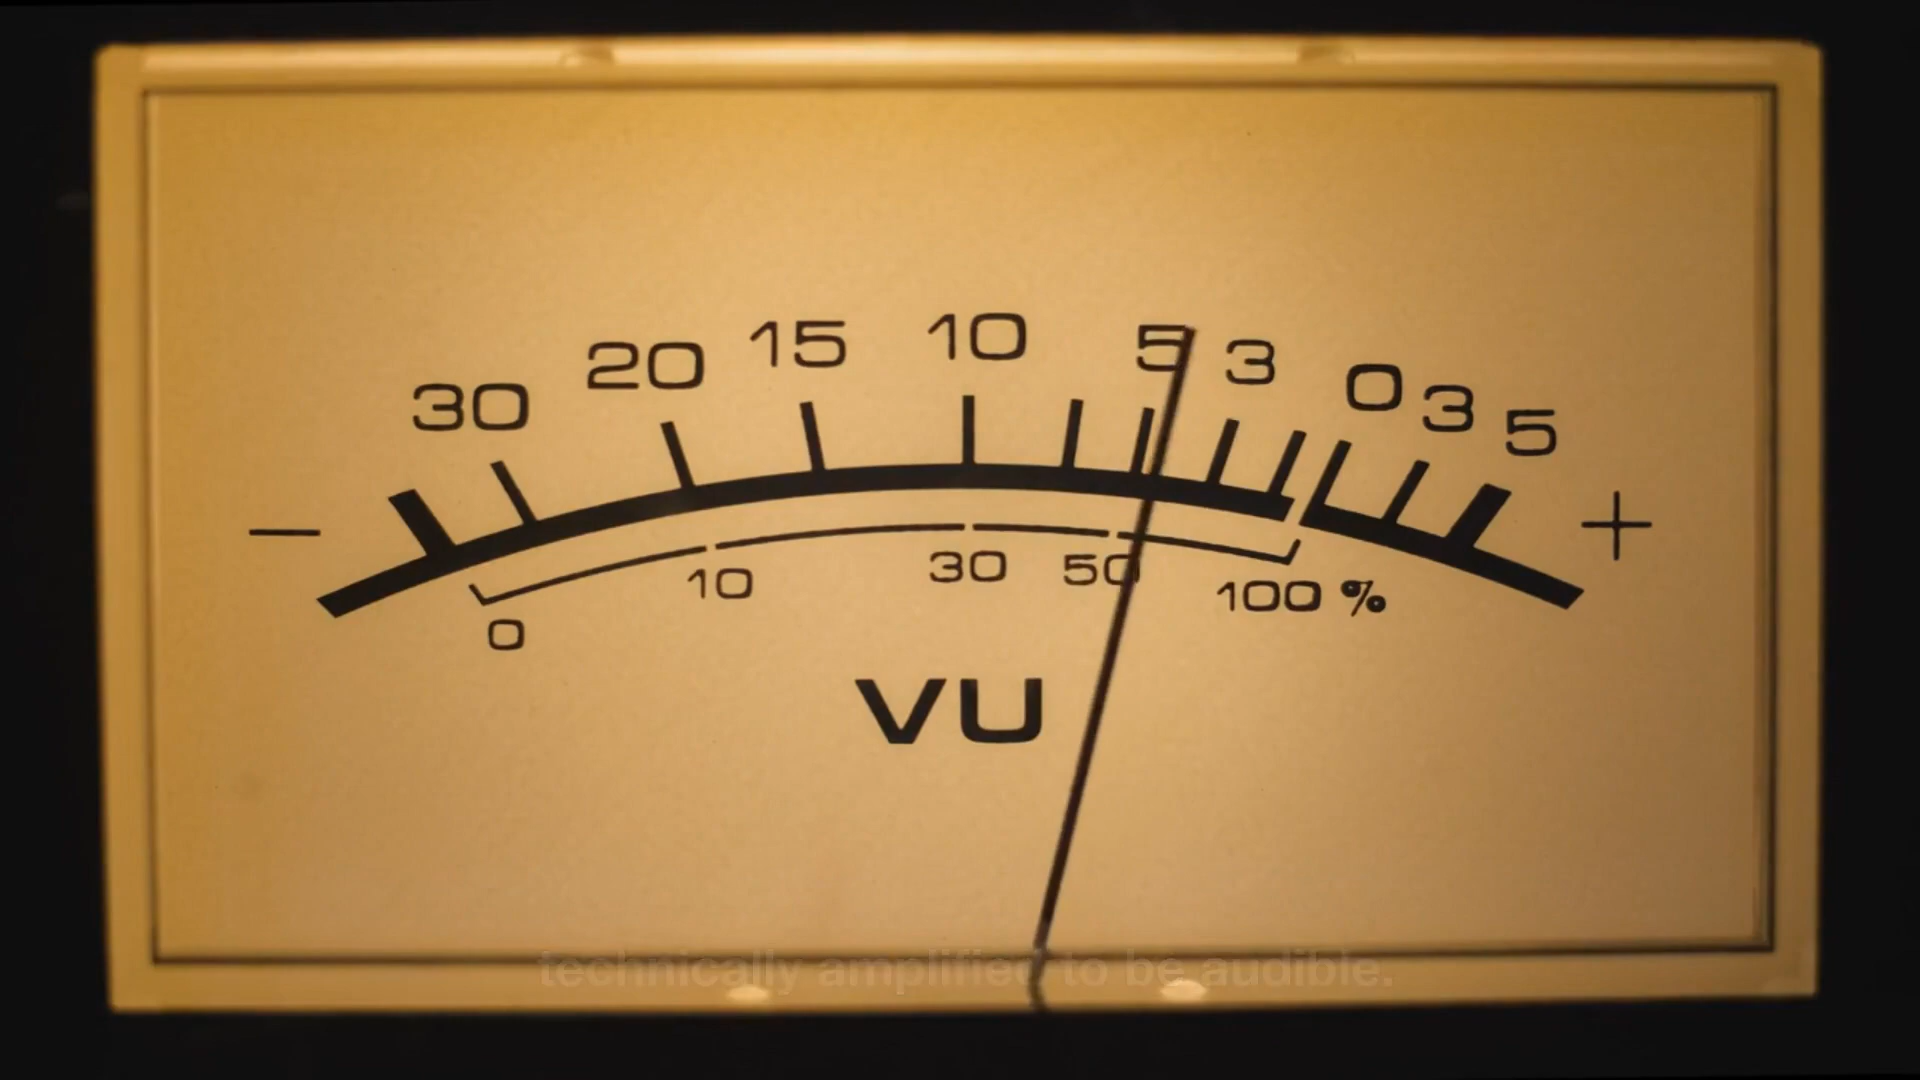 30 20 15 10 5 3 0 3 5
- +
0 10 30 50 100 %
VU
technically amplified to be audible.